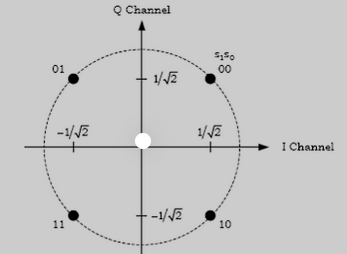 Q Channel
s₁s₀
01
00
1/√2
−1/√2
1/√2
I Channel
−1/√2
11
10